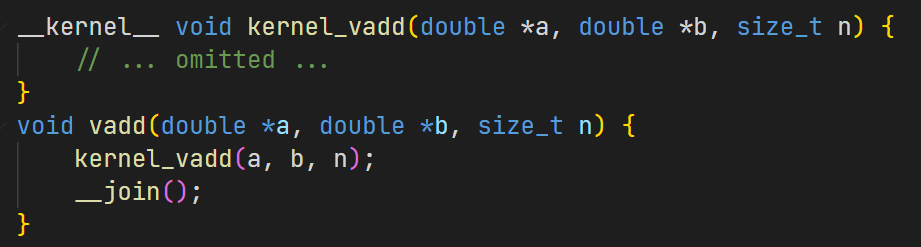 __kernel__ void kernel_vadd(double *a, double *b, size_t n) {
    // ... omitted ...
}
void vadd(double *a, double *b, size_t n) {
    kernel_vadd(a, b, n);
    __join();
}